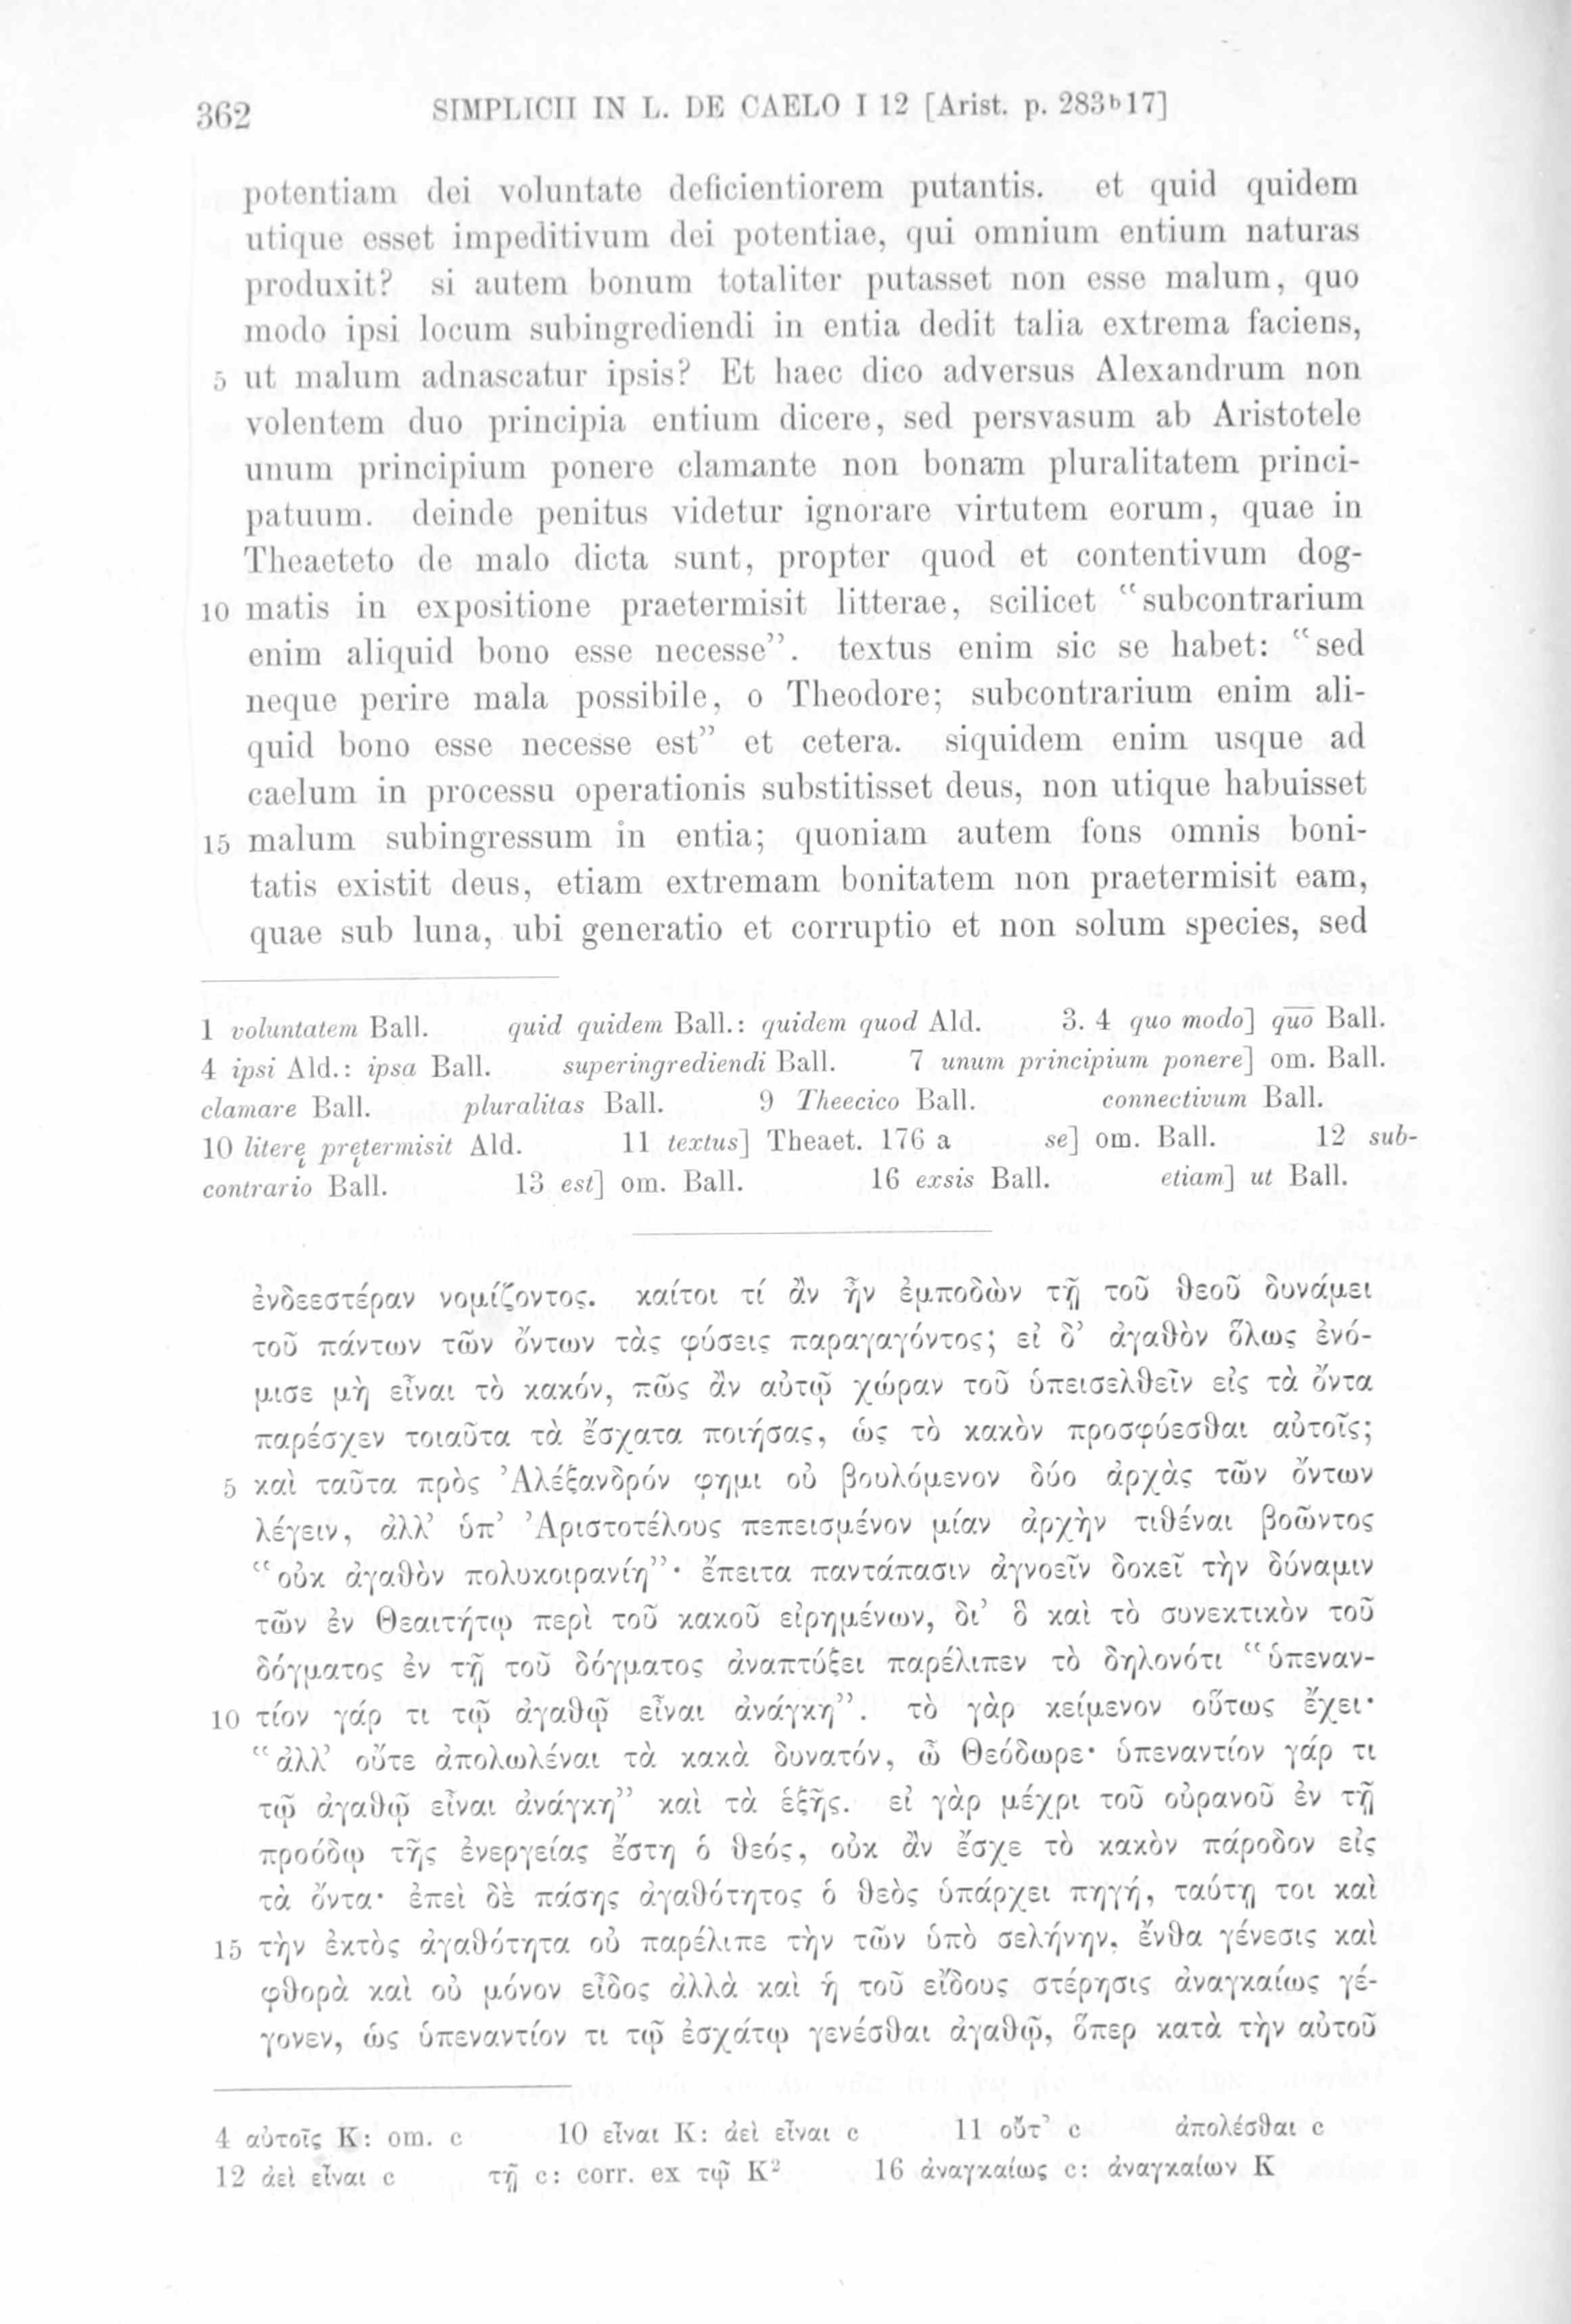 362 SIMPLICII IN L. DE CAELO I 12 [Arist. p. 283ᵇ17]
potentiam dei voluntate deficientiorem putantis. et quid quidem
utique esset impeditivum dei potentiae, qui omnium entium naturas
produxit? si autem bonum totaliter putasset non esse malum, quo
modo ipsi locum subingrediendi in entia dedit talia extrema faciens,
5 ut malum adnascatur ipsis? Et haec dico adversus Alexandrum non
volentem duo principia entium dicere, sed persvasum ab Aristotele
unum principium ponere clamante non bonam pluralitatem princi-
patuum. deinde penitus videtur ignorare virtutem eorum, quae in
Theaeteto de malo dicta sunt, propter quod et contentivum dog-
10 matis in expositione praetermisit litterae, scilicet “subcontrarium
enim aliquid bono esse necesse”. textus enim sic se habet: “sed
neque perire mala possibile, o Theodore; subcontrarium enim ali-
quid bono esse necesse est” et cetera. siquidem enim usque ad
caelum in processu operationis substitisset deus, non utique habuisset
15 malum subingressum in entia; quoniam autem fons omnis boni-
tatis existit deus, etiam extremam bonitatem non praetermisit eam,
quae sub luna, ubi generatio et corruptio et non solum species, sed
1 voluntatem Ball. quid quidem Ball.: quidem quod Ald. 3. 4 quo modo] quō Ball.
4 ipsi Ald.: ipsa Ball. superingrediendi Ball. 7 unum principium ponere] om. Ball.
clamare Ball. pluralitas Ball. 9 Theecico Ball. connectivum Ball.
10 literę pretęrmisit Ald. 11 textus] Theaet. 176 a se] om. Ball. 12 sub-
contrario Ball. 13 est] om. Ball. 16 exsis Ball. etiam] ut Ball.
ἐνδεεστέραν νομίζοντος. καίτοι τί ἂν ἦν ἐμποδὼν τῇ τοῦ θεοῦ δυνάμει
τοῦ πάντων τῶν ὄντων τὰς φύσεις παραγαγόντος; εἰ δ’ ἀγαθὸν ὅλως ἐνό-
μισε μὴ εἶναι τὸ κακόν, πῶς ἂν αὐτῷ χώραν τοῦ ὑπεισελθεῖν εἰς τὰ ὄντα
παρέσχεν τοιαῦτα τὰ ἔσχατα ποιήσας, ὡς τὸ κακὸν προσφύεσθαι αὐτοῖς;
5 καὶ ταῦτα πρὸς Ἀλέξανδρόν φημι οὐ βουλόμενον δύο ἀρχὰς τῶν ὄντων
λέγειν, ἀλλ’ ὑπ’ Ἀριστοτέλους πεπεισμένον μίαν ἀρχὴν τιθέναι βοῶντος
“οὐκ ἀγαθὸν πολυκοιρανίη”· ἔπειτα παντάπασιν ἀγνοεῖν δοκεῖ τὴν δύναμιν
τῶν ἐν Θεαιτήτῳ περὶ τοῦ κακοῦ εἰρημένων, δι’ ὃ καὶ τὸ συνεκτικὸν τοῦ
δόγματος ἐν τῇ τοῦ δόγματος ἀναπτύξει παρέλιπεν τὸ δηλονότι “ὑπεναν-
10 τίον γάρ τι τῷ ἀγαθῷ εἶναι ἀνάγκη”. τὸ γὰρ κείμενον οὕτως ἔχει·
“ἀλλ’ οὔτε ἀπολωλέναι τὰ κακὰ δυνατόν, ὦ Θεόδωρε· ὑπεναντίον γάρ τι
τῷ ἀγαθῷ εἶναι ἀνάγκη” καὶ τὰ ἑξῆς. εἰ γὰρ μέχρι τοῦ οὐρανοῦ ἐν τῇ
προόδῳ τῆς ἐνεργείας ἔστη ὁ θεός, οὐκ ἂν ἔσχε τὸ κακὸν πάροδον εἰς
τὰ ὄντα· ἐπεὶ δὲ πάσης ἀγαθότητος ὁ θεὸς ὑπάρχει πηγή, ταύτῃ τοι καὶ
15 τὴν ἐκτὸς ἀγαθότητα οὐ παρέλιπε τὴν τῶν ὑπὸ σελήνην, ἔνθα γένεσις καὶ
φθορὰ καὶ οὐ μόνον εἶδος ἀλλὰ καὶ ἡ τοῦ εἴδους στέρησις ἀναγκαίως γέ-
γονεν, ὡς ὑπεναντίον τι τῷ ἐσχάτῳ γενέσθαι ἀγαθῷ, ὅπερ κατὰ τὴν αὐτοῦ
4 αὐτοῖς K: om. c 10 εἶναι K: ἀεὶ εἶναι c 11 οὔτ’ c ἀπολέσθαι c
12 ἀεὶ εἶναι c τῇ c: corr. ex τῷ K² 16 ἀναγκαίως c: ἀναγκαίων K